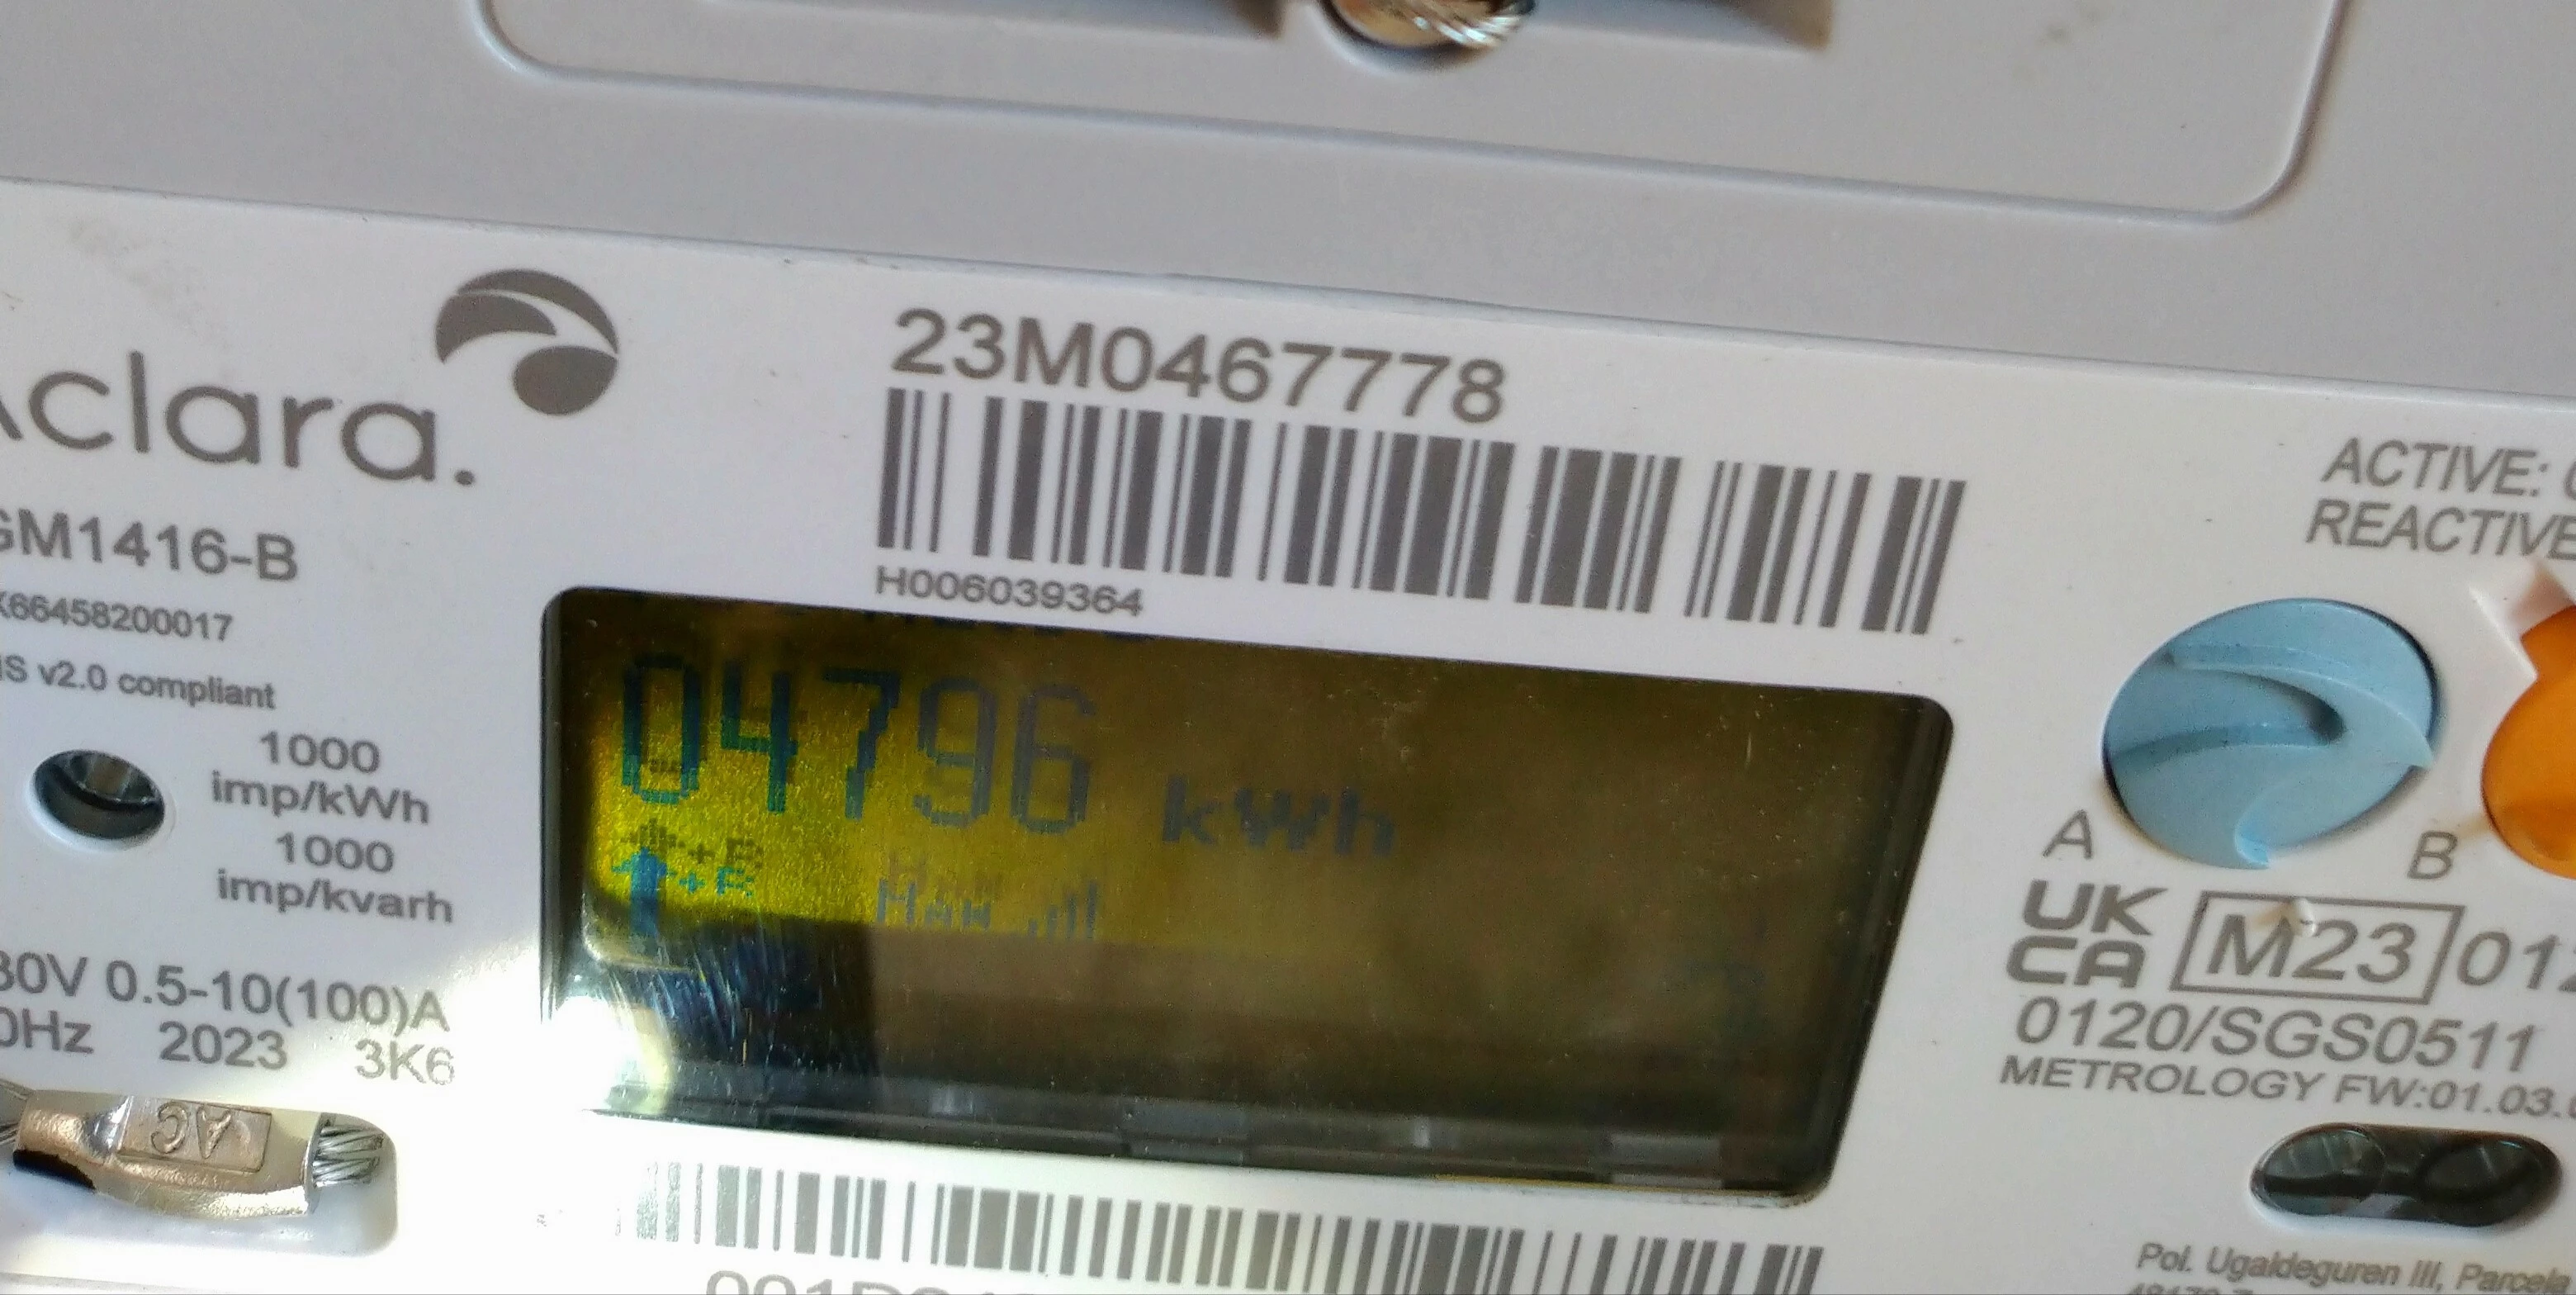 Aclara.
23M0467778
H006039364
GM1416-B
66458200017
v2.0 compliant
1000
imp/kWh
1000
imp/kvarh
30V 0.5-10(100)A
0Hz 2023 3K6
04796 kWh
+R
ACTIVE:
REACTIVE
A
B
UK
CA
M23
0120/SGS0511
METROLOGY FW:01.03.
Pol. Ugaldeguren III, Parcela